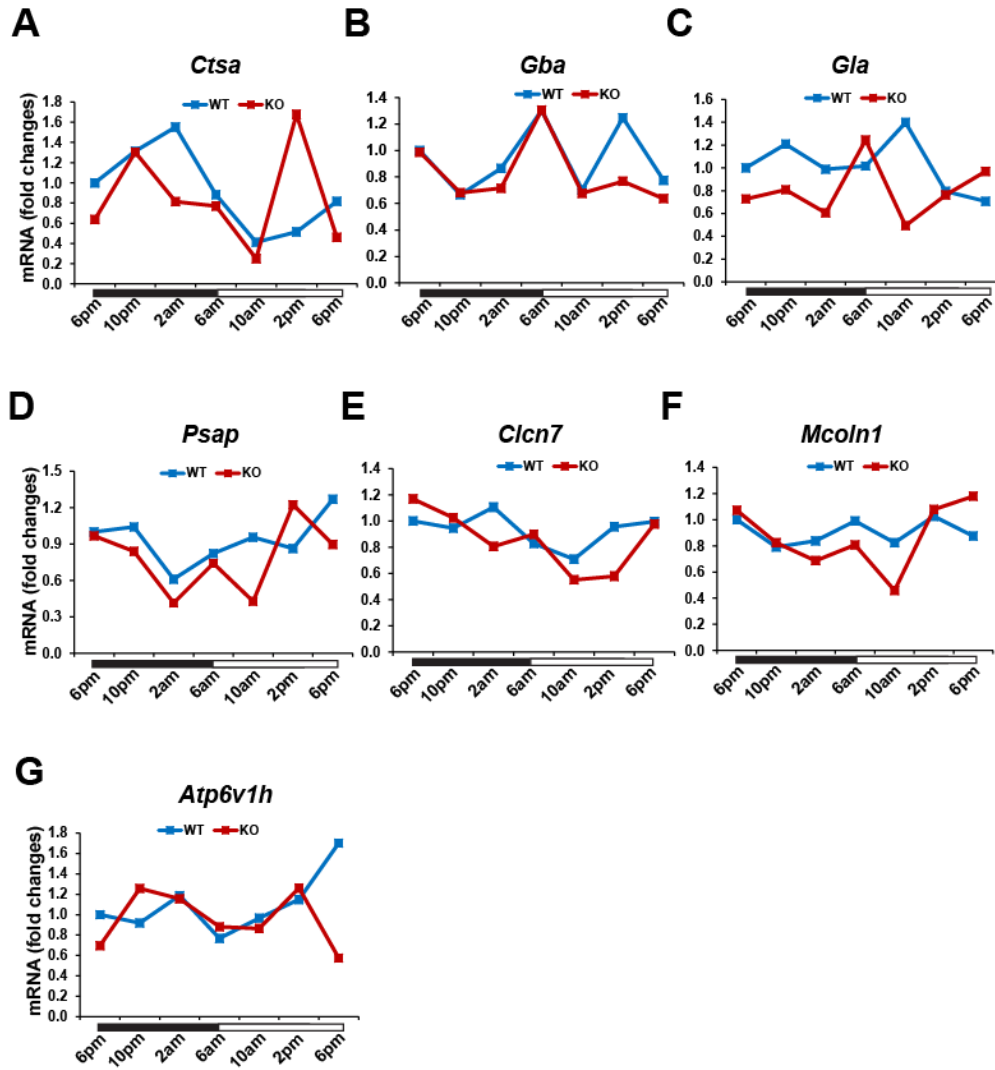 A
B
C
Ctsa
Gba
Gla
WT KO
WT KO
WT KO
mRNA (fold changes)
1.8
1.6
1.4
1.2
1.0
0.8
0.6
0.4
0.2
0.0
1.4
1.2
1.0
0.8
0.6
0.4
0.2
0.0
1.6
1.4
1.2
1.0
0.8
0.6
0.4
0.2
0.0
6pm 10pm 2am 6am 10am 2pm 6pm
6pm 10pm 2am 6am 10am 2pm 6pm
6pm 10pm 2am 6am 10am 2pm 6pm
D
E
F
Psap
Clcn7
Mcoln1
WT KO
WT KO
WT KO
mRNA (fold changes)
1.5
1.2
0.9
0.6
0.3
0.0
1.4
1.2
1.0
0.8
0.6
0.4
0.2
0.0
1.4
1.2
1.0
0.8
0.6
0.4
0.2
0.0
6pm 10pm 2am 6am 10am 2pm 6pm
6pm 10pm 2am 6am 10am 2pm 6pm
6pm 10pm 2am 6am 10am 2pm 6pm
G
Atp6v1h
WT KO
mRNA (fold changes)
1.8
1.6
1.4
1.2
1.0
0.8
0.6
0.4
0.2
0.0
6pm 10pm 2am 6am 10am 2pm 6pm